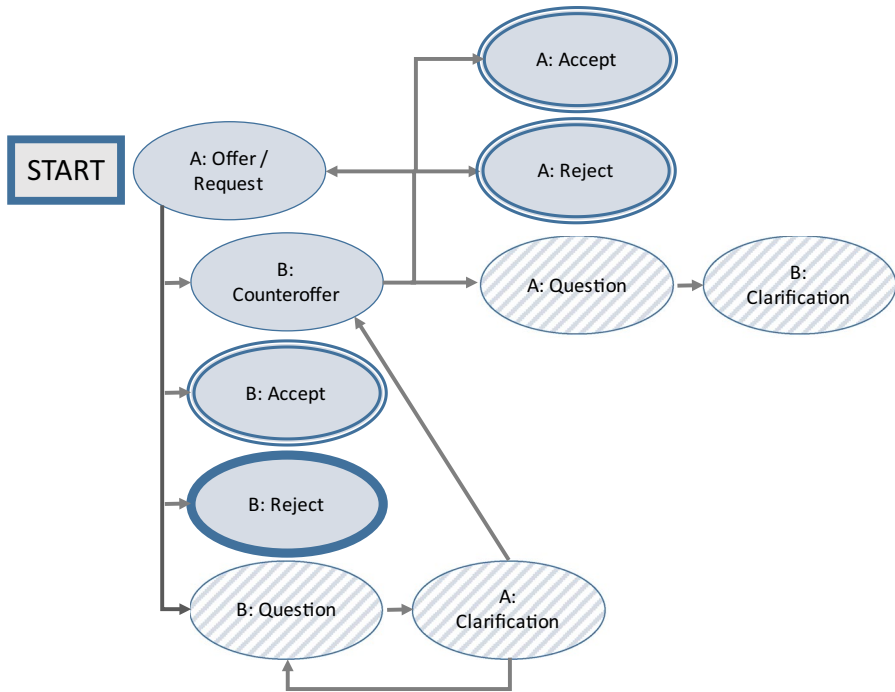 START
A: Offer /
Request
A: Accept
A: Reject
B:
Counteroffer
A: Question
B:
Clarification
B: Accept
B: Reject
B: Question
A:
Clarification